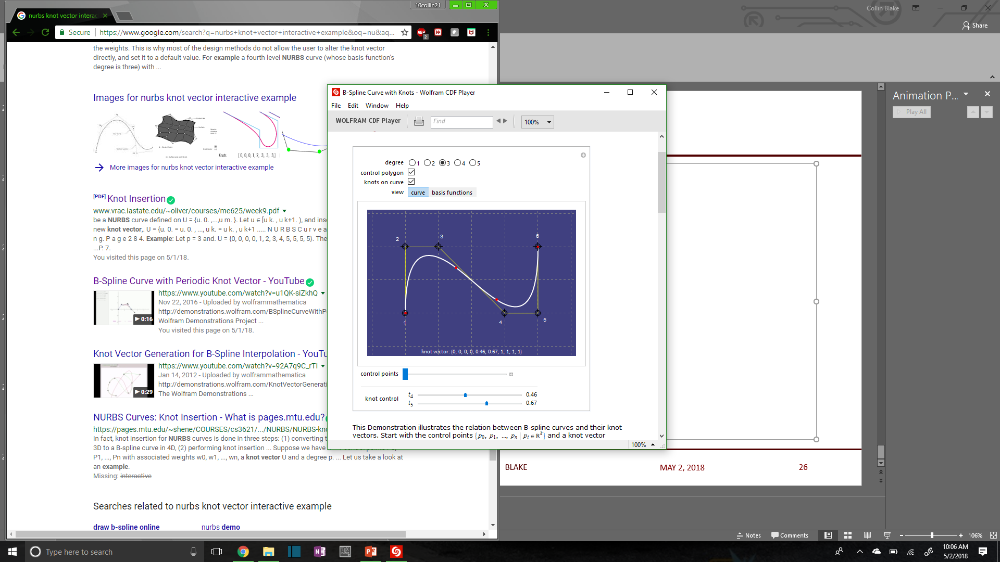 10collin21
nurbs knot vector interac
Secure https://www.google.com/search?q=nurbs+knot+vector+interactive+example&oq=nu&aq...
ABP
2
the weights. This is why most of the design methods do not allow the user to alter the knot vector
directly, and set it to a default value. For example a fourth level NURBS curve (whose basis function's
degree is three) with ...
Images for nurbs knot vector interactive example
Knots [ 0, 0, 0, 1, 2, 3, 3, 3,]
More images for nurbs knot vector interactive example
[PDF] Knot Insertion
www.vrac.iastate.edu/~oliver/courses/me625/week9.pdf
be a NURBS curve defined on U = {u. 0. ,...,u m. }. Let u ∈ [u k. , u k+1. ), and inse
new knot vector,. U = {u. 0. = u. 0. , ..., u k. = u k. , u k+1 ..... N U R B S C u r v e a
n g. P a g e 2 8 4. Example: Let p = 3 and. U = {0, 0, 0, 0, 1, 2, 3, 4, 5, 5, 5, 5}. The
...P. 7.
You visited this page on 5/1/18.
B-Spline Curve with Periodic Knot Vector - YouTube
https://www.youtube.com/watch?v=u1QK-siZkhQ
Nov 22, 2016 - Uploaded by wolframmathematica
http://demonstrations.wolfram.com/BSplineCurveWithP
Wolfram Demonstrations Project ...
You visited this page on 5/1/18.
0:16
Knot Vector Generation for B-Spline Interpolation - YouTu
https://www.youtube.com/watch?v=92A7q9C_rTI
Jan 14, 2012 - Uploaded by wolframmathematica
http://demonstrations.wolfram.com/KnotVectorGenerati
The Wolfram Demonstrations ...
0:29
NURBS Curves: Knot Insertion - What is pages.mtu.edu?
https://pages.mtu.edu/~shene/COURSES/cs3621/.../NURBS/NURBS-kno
In fact, knot insertion for NURBS curves is done in three steps: (1) converting t
3D to a B-spline curve in 4D, (2) performing knot insertion ... Suppose we have
P1, ..., Pn with associated weights w0, w1, ..., wn, a knot vector U and a degree p. ... Let us take a look at
an example.
Missing: interactive
Searches related to nurbs knot vector interactive example
draw b-spline online nurbs demo
B-Spline Curve with Knots - Wolfram CDF Player
File Edit Window Help
WOLFRAM CDF Player Find 100%
degree 1 2 3 4 5
control polygon
knots on curve
view curve basis functions
2 3 6
1 4 5
knot vector: {0, 0, 0, 0, 0.46, 0.67, 1, 1, 1, 1}
control points
knot control t4 0.46
t5 0.67
This Demonstration illustrates the relation between B-spline curves and their knot
vectors. Start with the control points {p0, p1, ..., pn | pi ∈ ℝk} and a knot vector
100%
Collin Blake
Share
Animation P...
Play All
BLAKE MAY 2, 2018 26
Notes Comments 106%
Type here to search
10:06 AM
5/2/2018